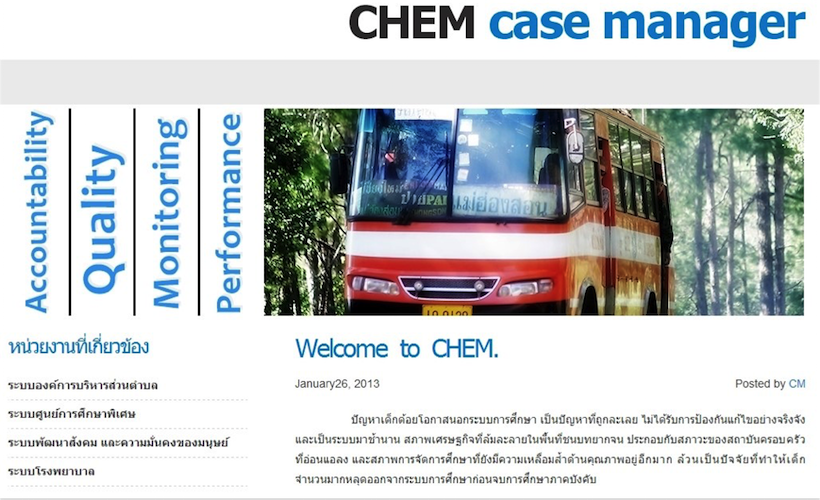 CHEM case manager
Accountability
Quality
Monitoring
Performance
เชียงใหม่
ปาย PAI
แม่ฮ่องสอน
หน่วยงานที่เกี่ยวข้อง
ระบบองค์การบริหารส่วนตำบล
ระบบศูนย์การศึกษาพิเศษ
ระบบพัฒนาสังคม และความมั่นคงของมนุษย์
ระบบโรงพยาบาล
Welcome to CHEM.
January26, 2013
Posted by CM
ปัญหาเด็กด้อยโอกาสนอกระบบการศึกษา เป็นปัญหาที่ถูกละเลย ไม่ได้รับการป้องกันแก้ไขอย่างจริงจัง
และเป็นระบบมาช้านาน สภาพเศรษฐกิจที่ล้มละลายในพื้นที่ชนบทยากจน ประกอบกับสภาวะของสถาบันครอบครัว
ที่อ่อนแอลง และสภาพการจัดการศึกษาที่ยังมีความเหลื่อมล้ำด้านคุณภาพอยู่อีกมาก ล้วนเป็นปัจจัยที่ทำให้เด็ก
จำนวนมากหลุดออกจากระบบการศึกษาก่อนจบการศึกษาภาคบังคับ